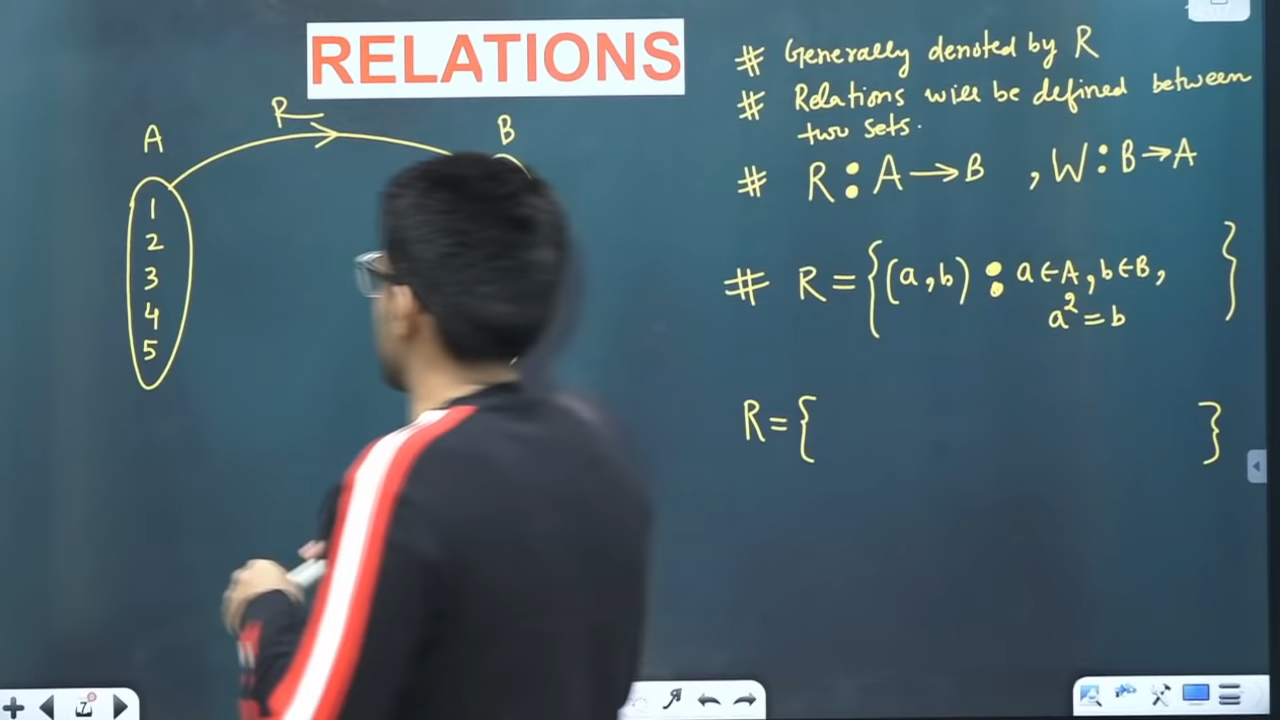 RELATIONS
A
R
B
1
2
3
4
5
# Generally denoted by R
# Relations will be defined between
two sets.
# R : A → B , W : B → A
# R = { (a,b) : a ∈ A, b ∈ B, }
a² = b
R = { }